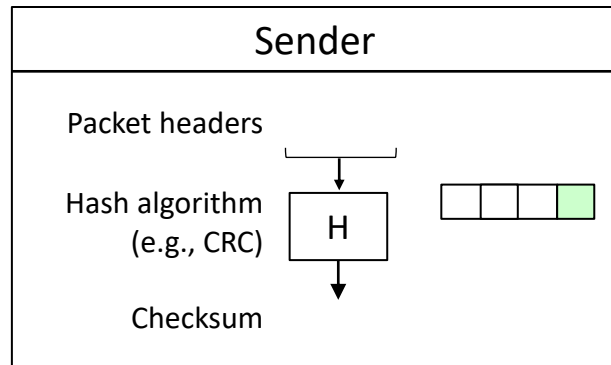 Sender
Packet headers
Hash algorithm
(e.g., CRC)
H
Checksum